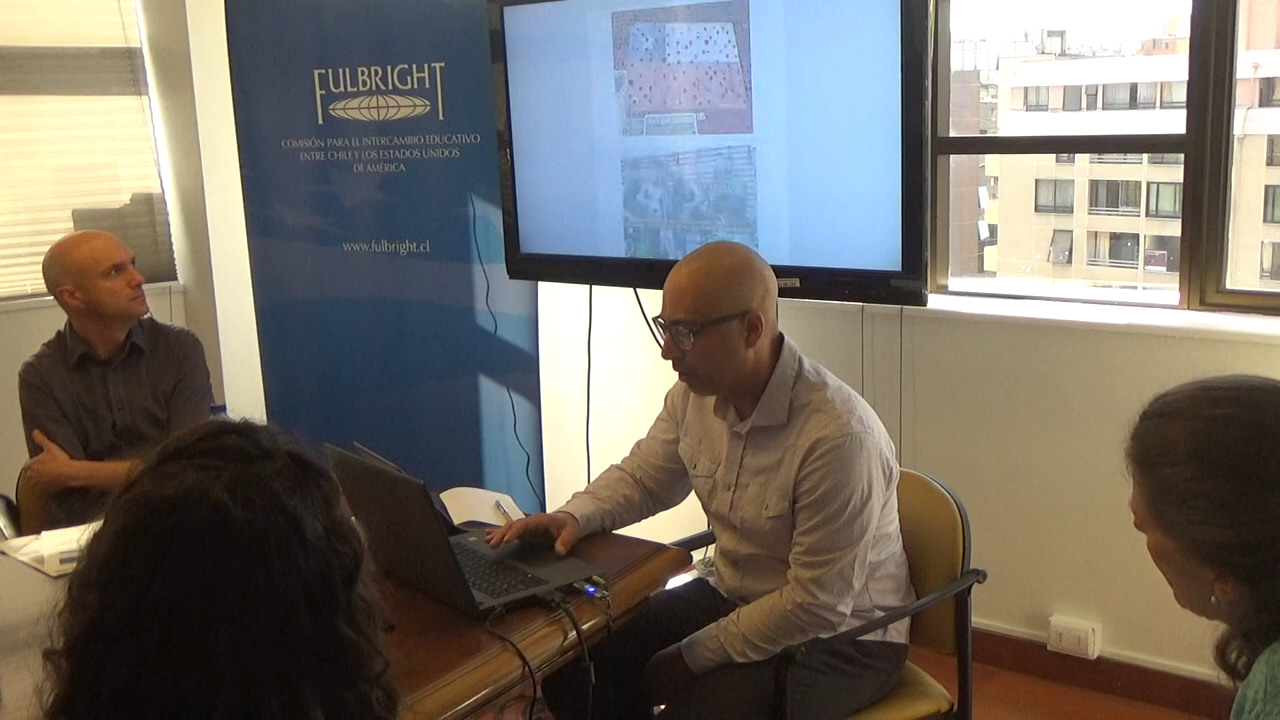 FULBRIGHT
COMISIÓN PARA EL INTERCAMBIO EDUCATIVO
ENTRE CHILE Y LOS ESTADOS UNIDOS
DE AMÉRICA
www.fulbright.cl